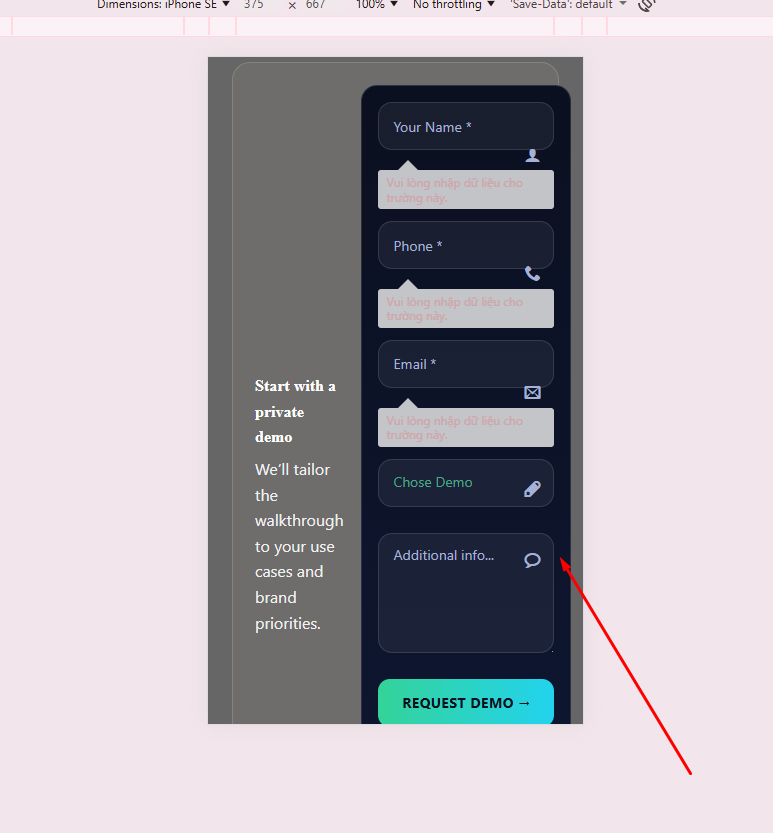 Dimensions: iPhone SE ▼ 375 × 667 100% ▼ No throttling ▼ 'Save-Data': default ▼
Your Name *
Vui lòng nhập dữ liệu cho
trường này.
Phone *
Vui lòng nhập dữ liệu cho
trường này.
Email *
Vui lòng nhập dữ liệu cho
trường này.
Start with a
private
demo
We'll tailor
the
walkthrough
to your use
cases and
brand
priorities.
Chose Demo
Additional info...
REQUEST DEMO →